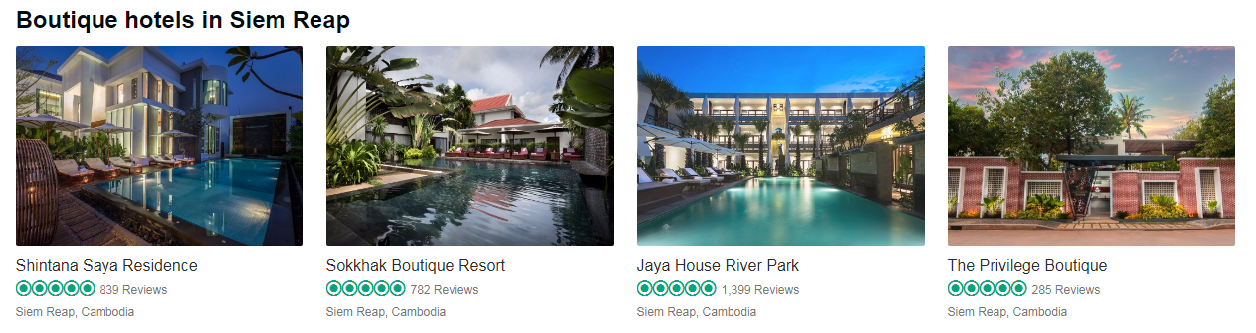 Boutique hotels in Siem Reap
Shintana Saya Residence
839 Reviews
Siem Reap, Cambodia
Sokkhak Boutique Resort
782 Reviews
Siem Reap, Cambodia
Jaya House River Park
1,399 Reviews
Siem Reap, Cambodia
The Privilege Boutique
285 Reviews
Siem Reap, Cambodia